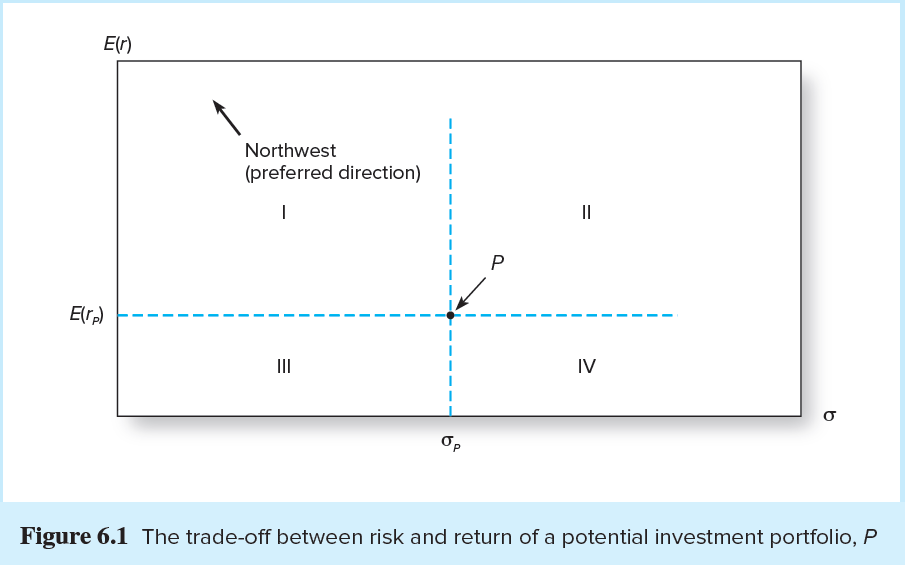 E(r)
Northwest
(preferred direction)
I
II
P
E(rₚ)
III
IV
σ
σₚ
Figure 6.1 The trade-off between risk and return of a potential investment portfolio, P